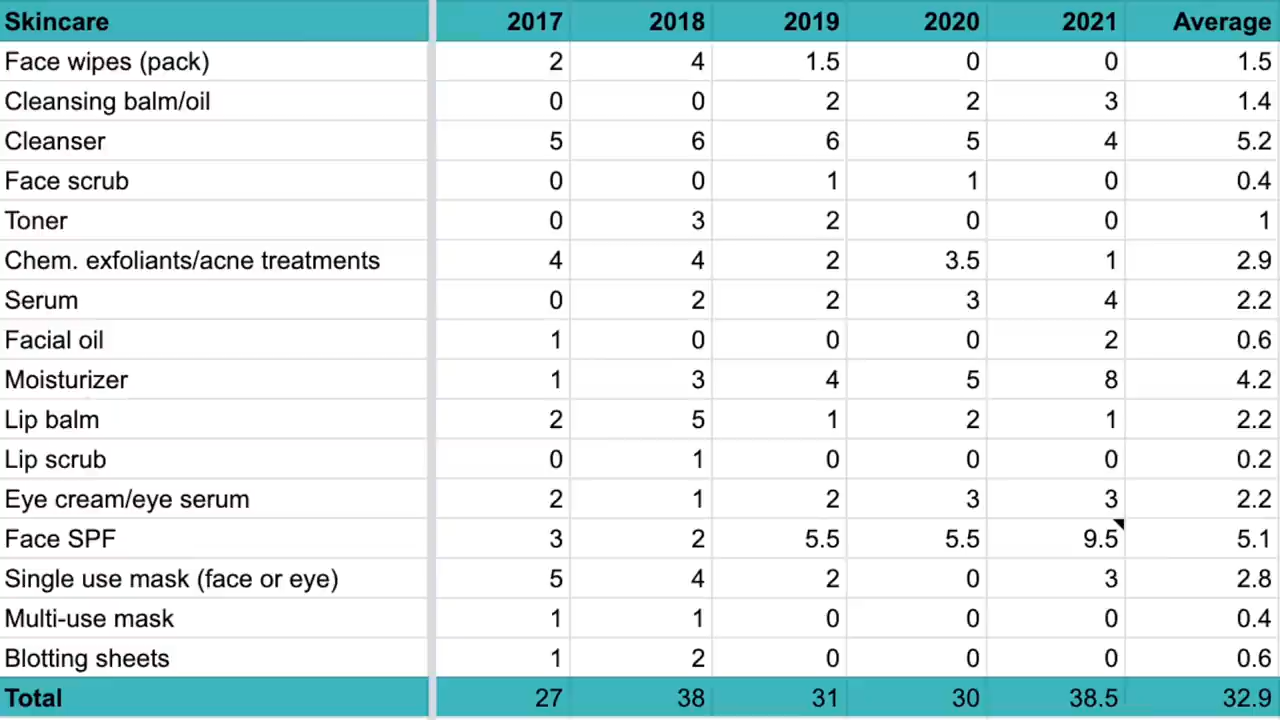 Skincare 2017 2018 2019 2020 2021 Average
Face wipes (pack) 2 4 1.5 0 0 1.5
Cleansing balm/oil 0 0 2 2 3 1.4
Cleanser 5 6 6 5 4 5.2
Face scrub 0 0 1 1 0 0.4
Toner 0 3 2 0 0 1
Chem. exfoliants/acne treatments 4 4 2 3.5 1 2.9
Serum 0 2 2 3 4 2.2
Facial oil 1 0 0 0 2 0.6
Moisturizer 1 3 4 5 8 4.2
Lip balm 2 5 1 2 1 2.2
Lip scrub 0 1 0 0 0 0.2
Eye cream/eye serum 2 1 2 3 3 2.2
Face SPF 3 2 5.5 5.5 9.5 5.1
Single use mask (face or eye) 5 4 2 0 3 2.8
Multi-use mask 1 1 0 0 0 0.4
Blotting sheets 1 2 0 0 0 0.6
Total 27 38 31 30 38.5 32.9